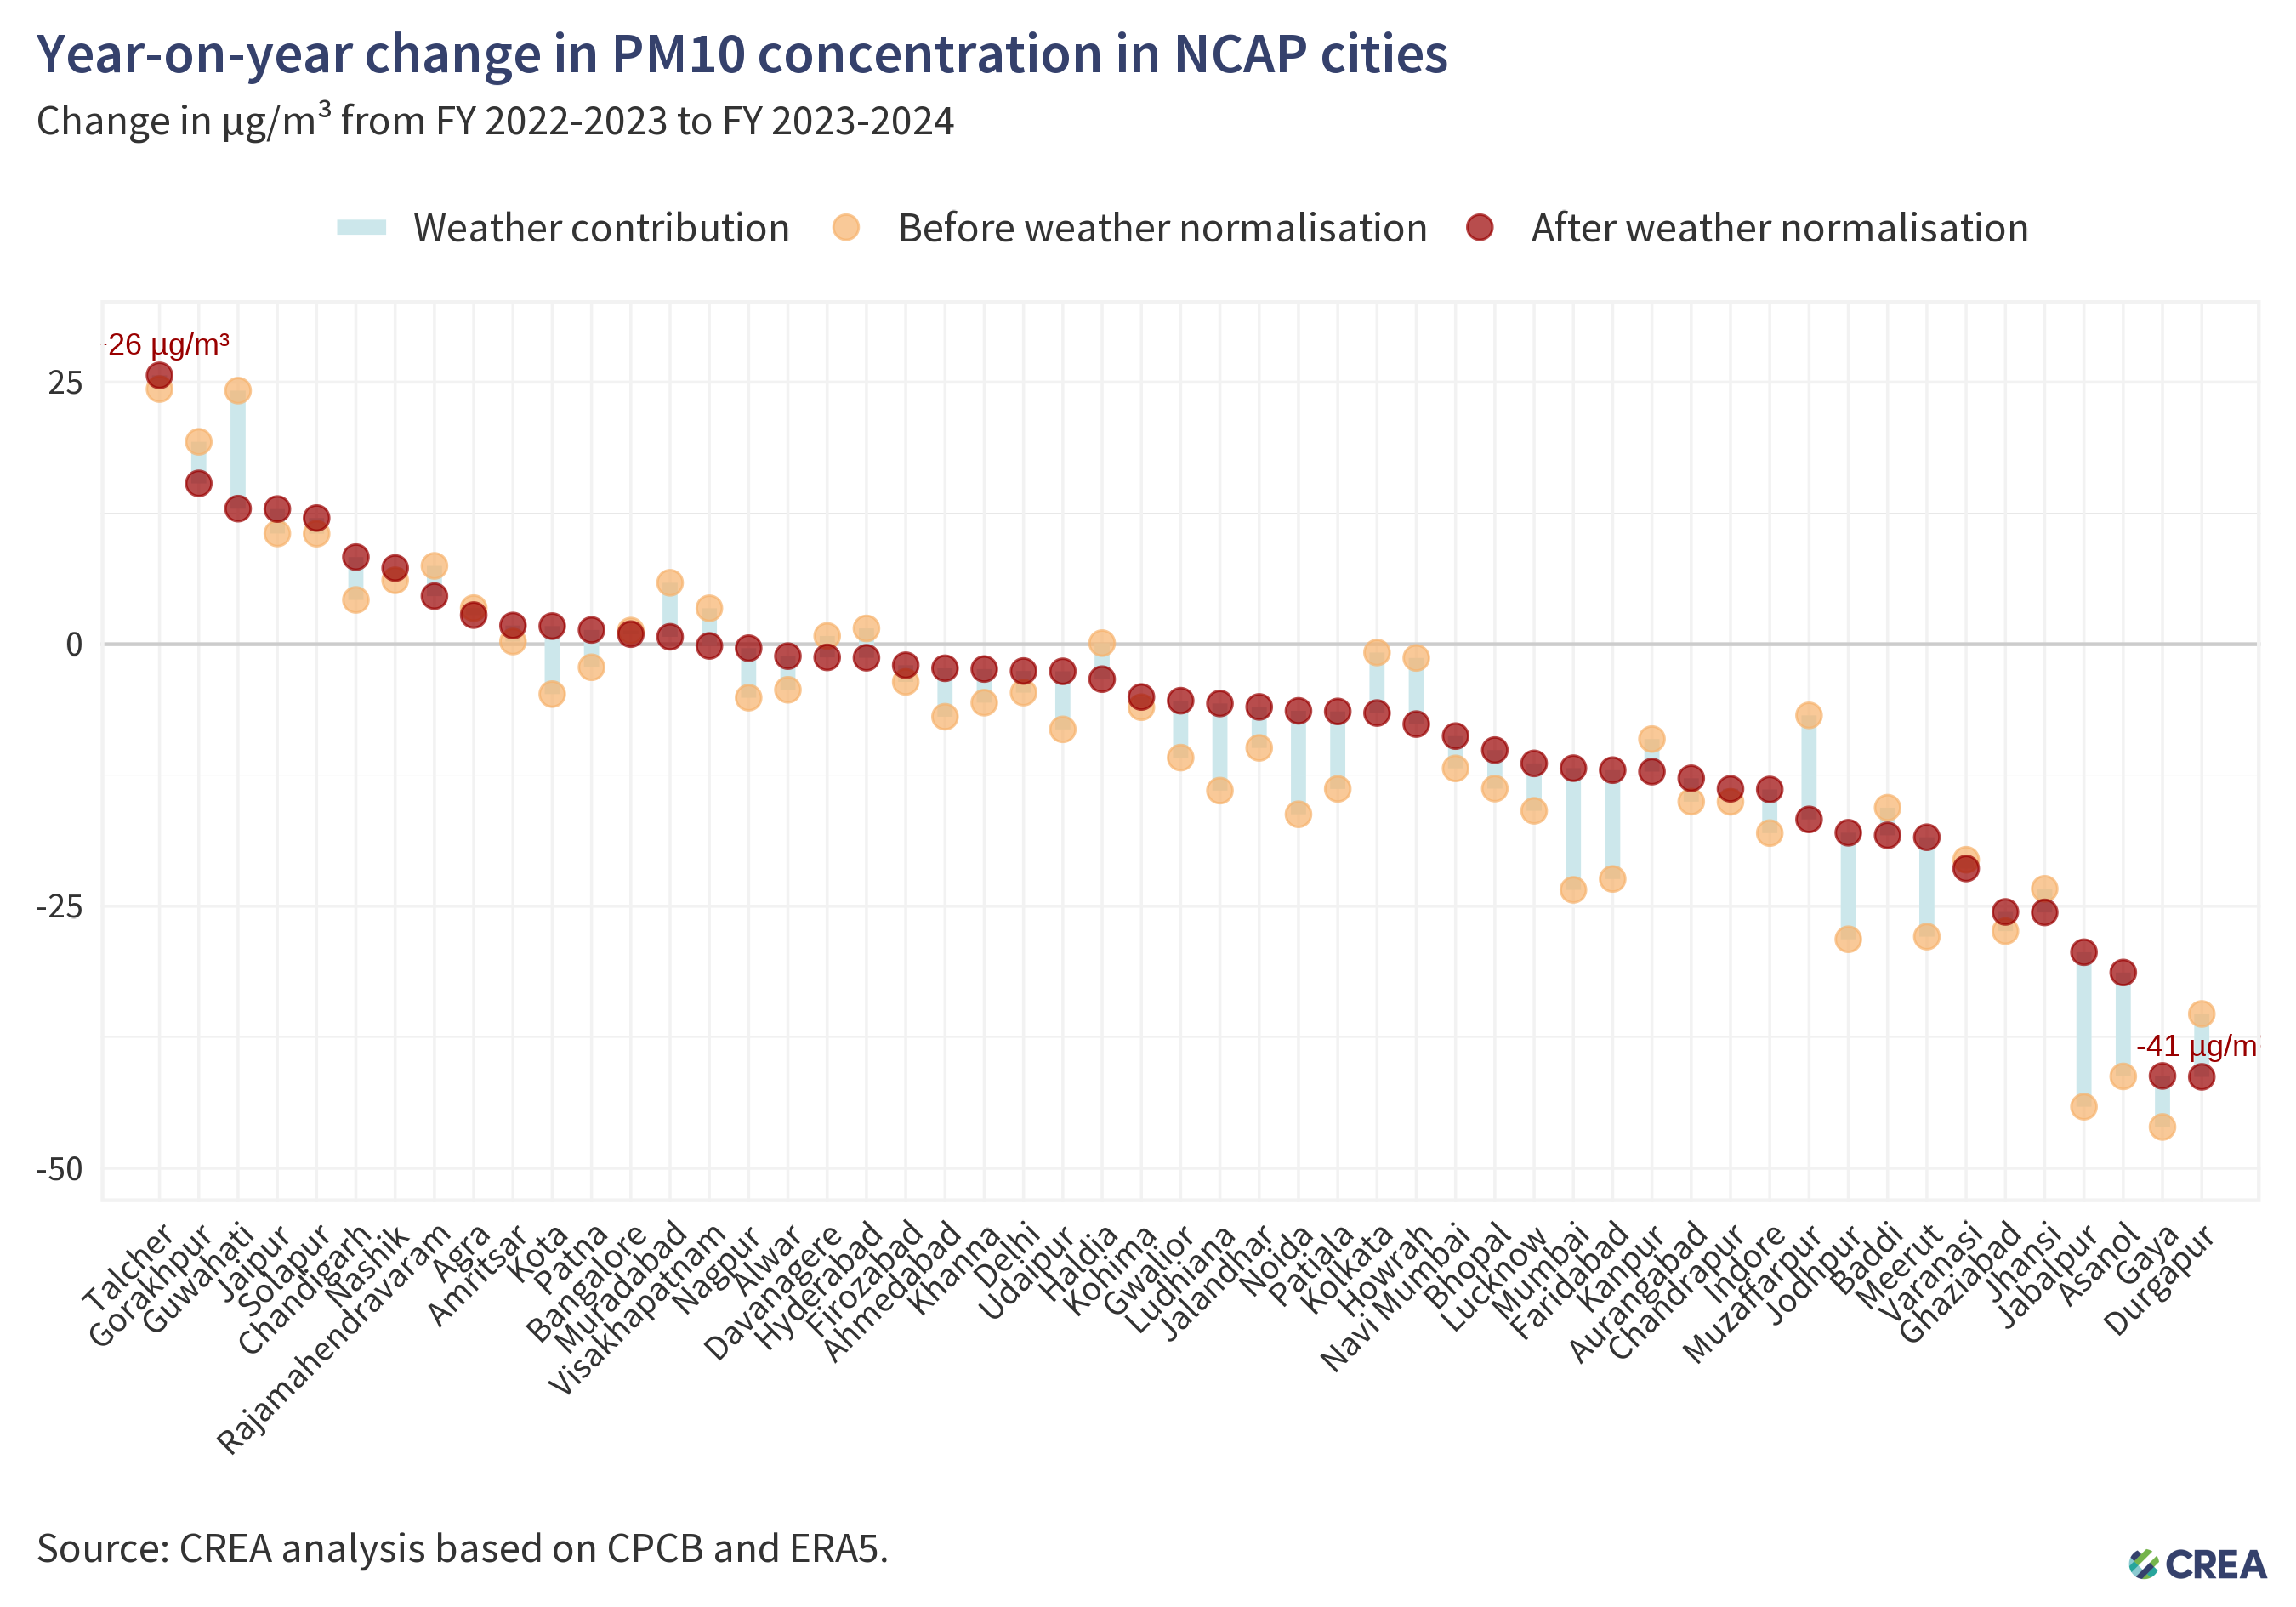 Year-on-year change in PM10 concentration in NCAP cities
Change in µg/m³ from FY 2022-2023 to FY 2023-2024
Weather contribution
Before weather normalisation
After weather normalisation
26 µg/m³
25
0
-25
-50
-41 µg/m
Talcher
Gorakhpur
Guwahati
Jaipur
Solapur
Chandigarh
Nashik
Rajamahendravaram
Agra
Amritsar
Kota
Patna
Bangalore
Muradabad
Visakhapatnam
Nagpur
Alwar
Davanagere
Hyderabad
Firozabad
Ahmedabad
Khanna
Delhi
Udaipur
Haldia
Kohima
Gwalior
Ludhiana
Jalandhar
Noida
Patiala
Kolkata
Howrah
Navi Mumbai
Bhopal
Lucknow
Mumbai
Faridabad
Kanpur
Aurangabad
Chandrapur
Indore
Muzaffarpur
Jodhpur
Baddi
Meerut
Varanasi
Ghaziabad
Jhansi
Jabalpur
Asanol
Gaya
Durgapur
Source: CREA analysis based on CPCB and ERA5.
CREA